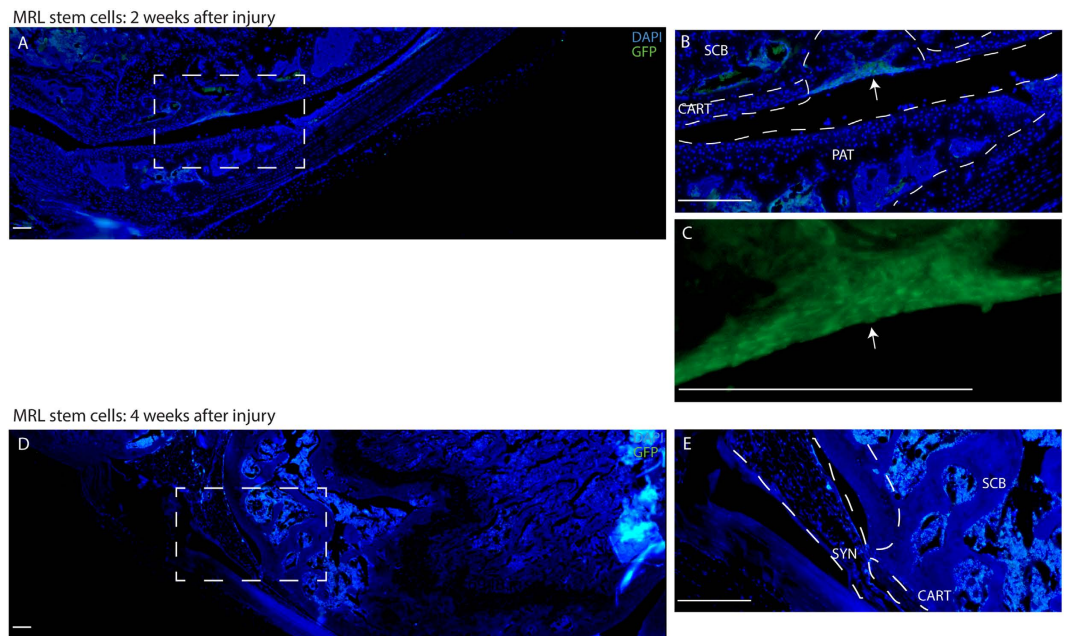 MRL stem cells: 2 weeks after injury
A
DAPI
GFP
B
SCB
CART
PAT
C
MRL stem cells: 4 weeks after injury
D
GFP
E
SCB
SYN
CART